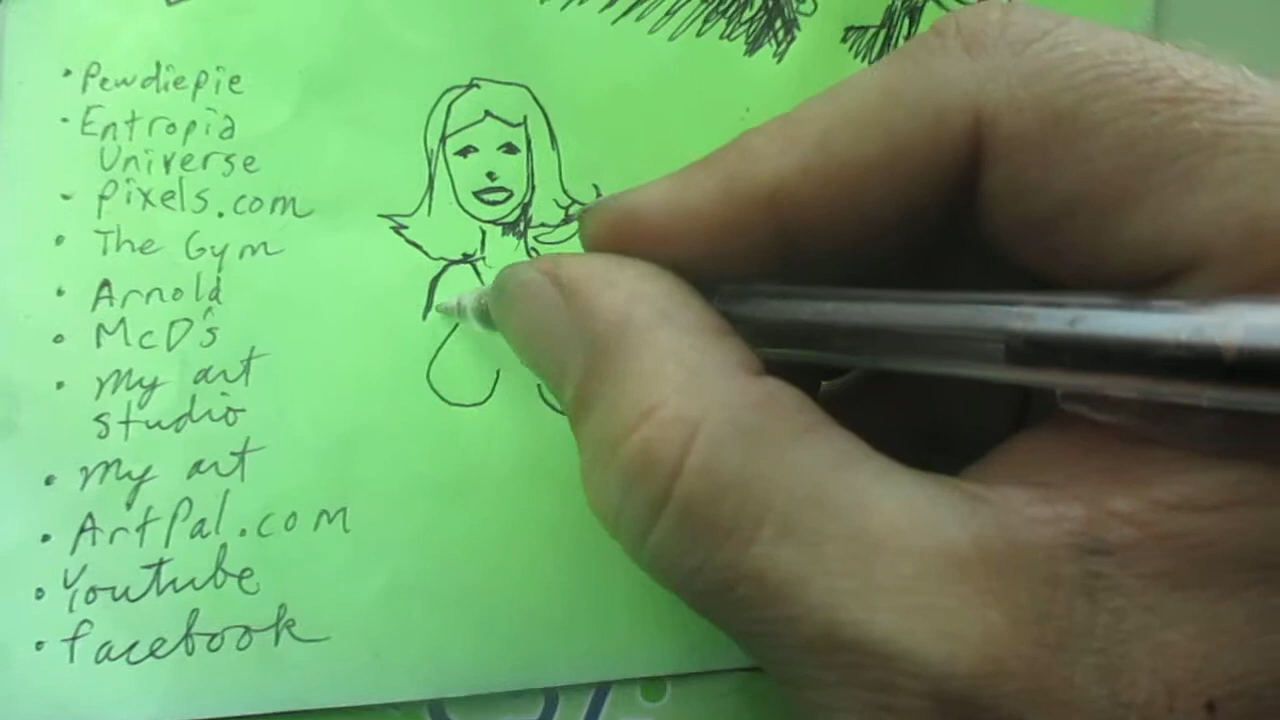 • Pewdiepie
• Entropia
Universe
- Pixels.com
• The Gym
• Arnold
• McD's
• My art
studio
• My art
• ArtPal.com
• Youtube
• facebook